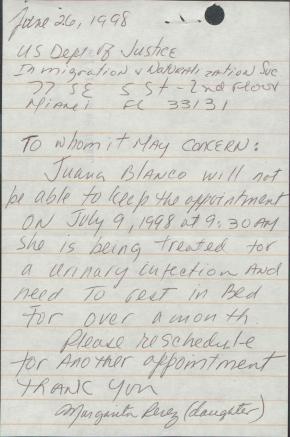 June 26, 1998
US Dept of Justice
Inmigration & Naturalization Svc
77 SE 5 St - 2nd Floor
Miami FL 33131
To whom it MAY CONCERN:
Juana Blanco will not
be able to keep the appointment
ON July 9, 1998 at 9:30 AM
She is being treated for
a urinary infection And
need To rest in Bed
For over a month.
Please reschedule
for Another appointment
THANK You
Margarita Perez (daughter)